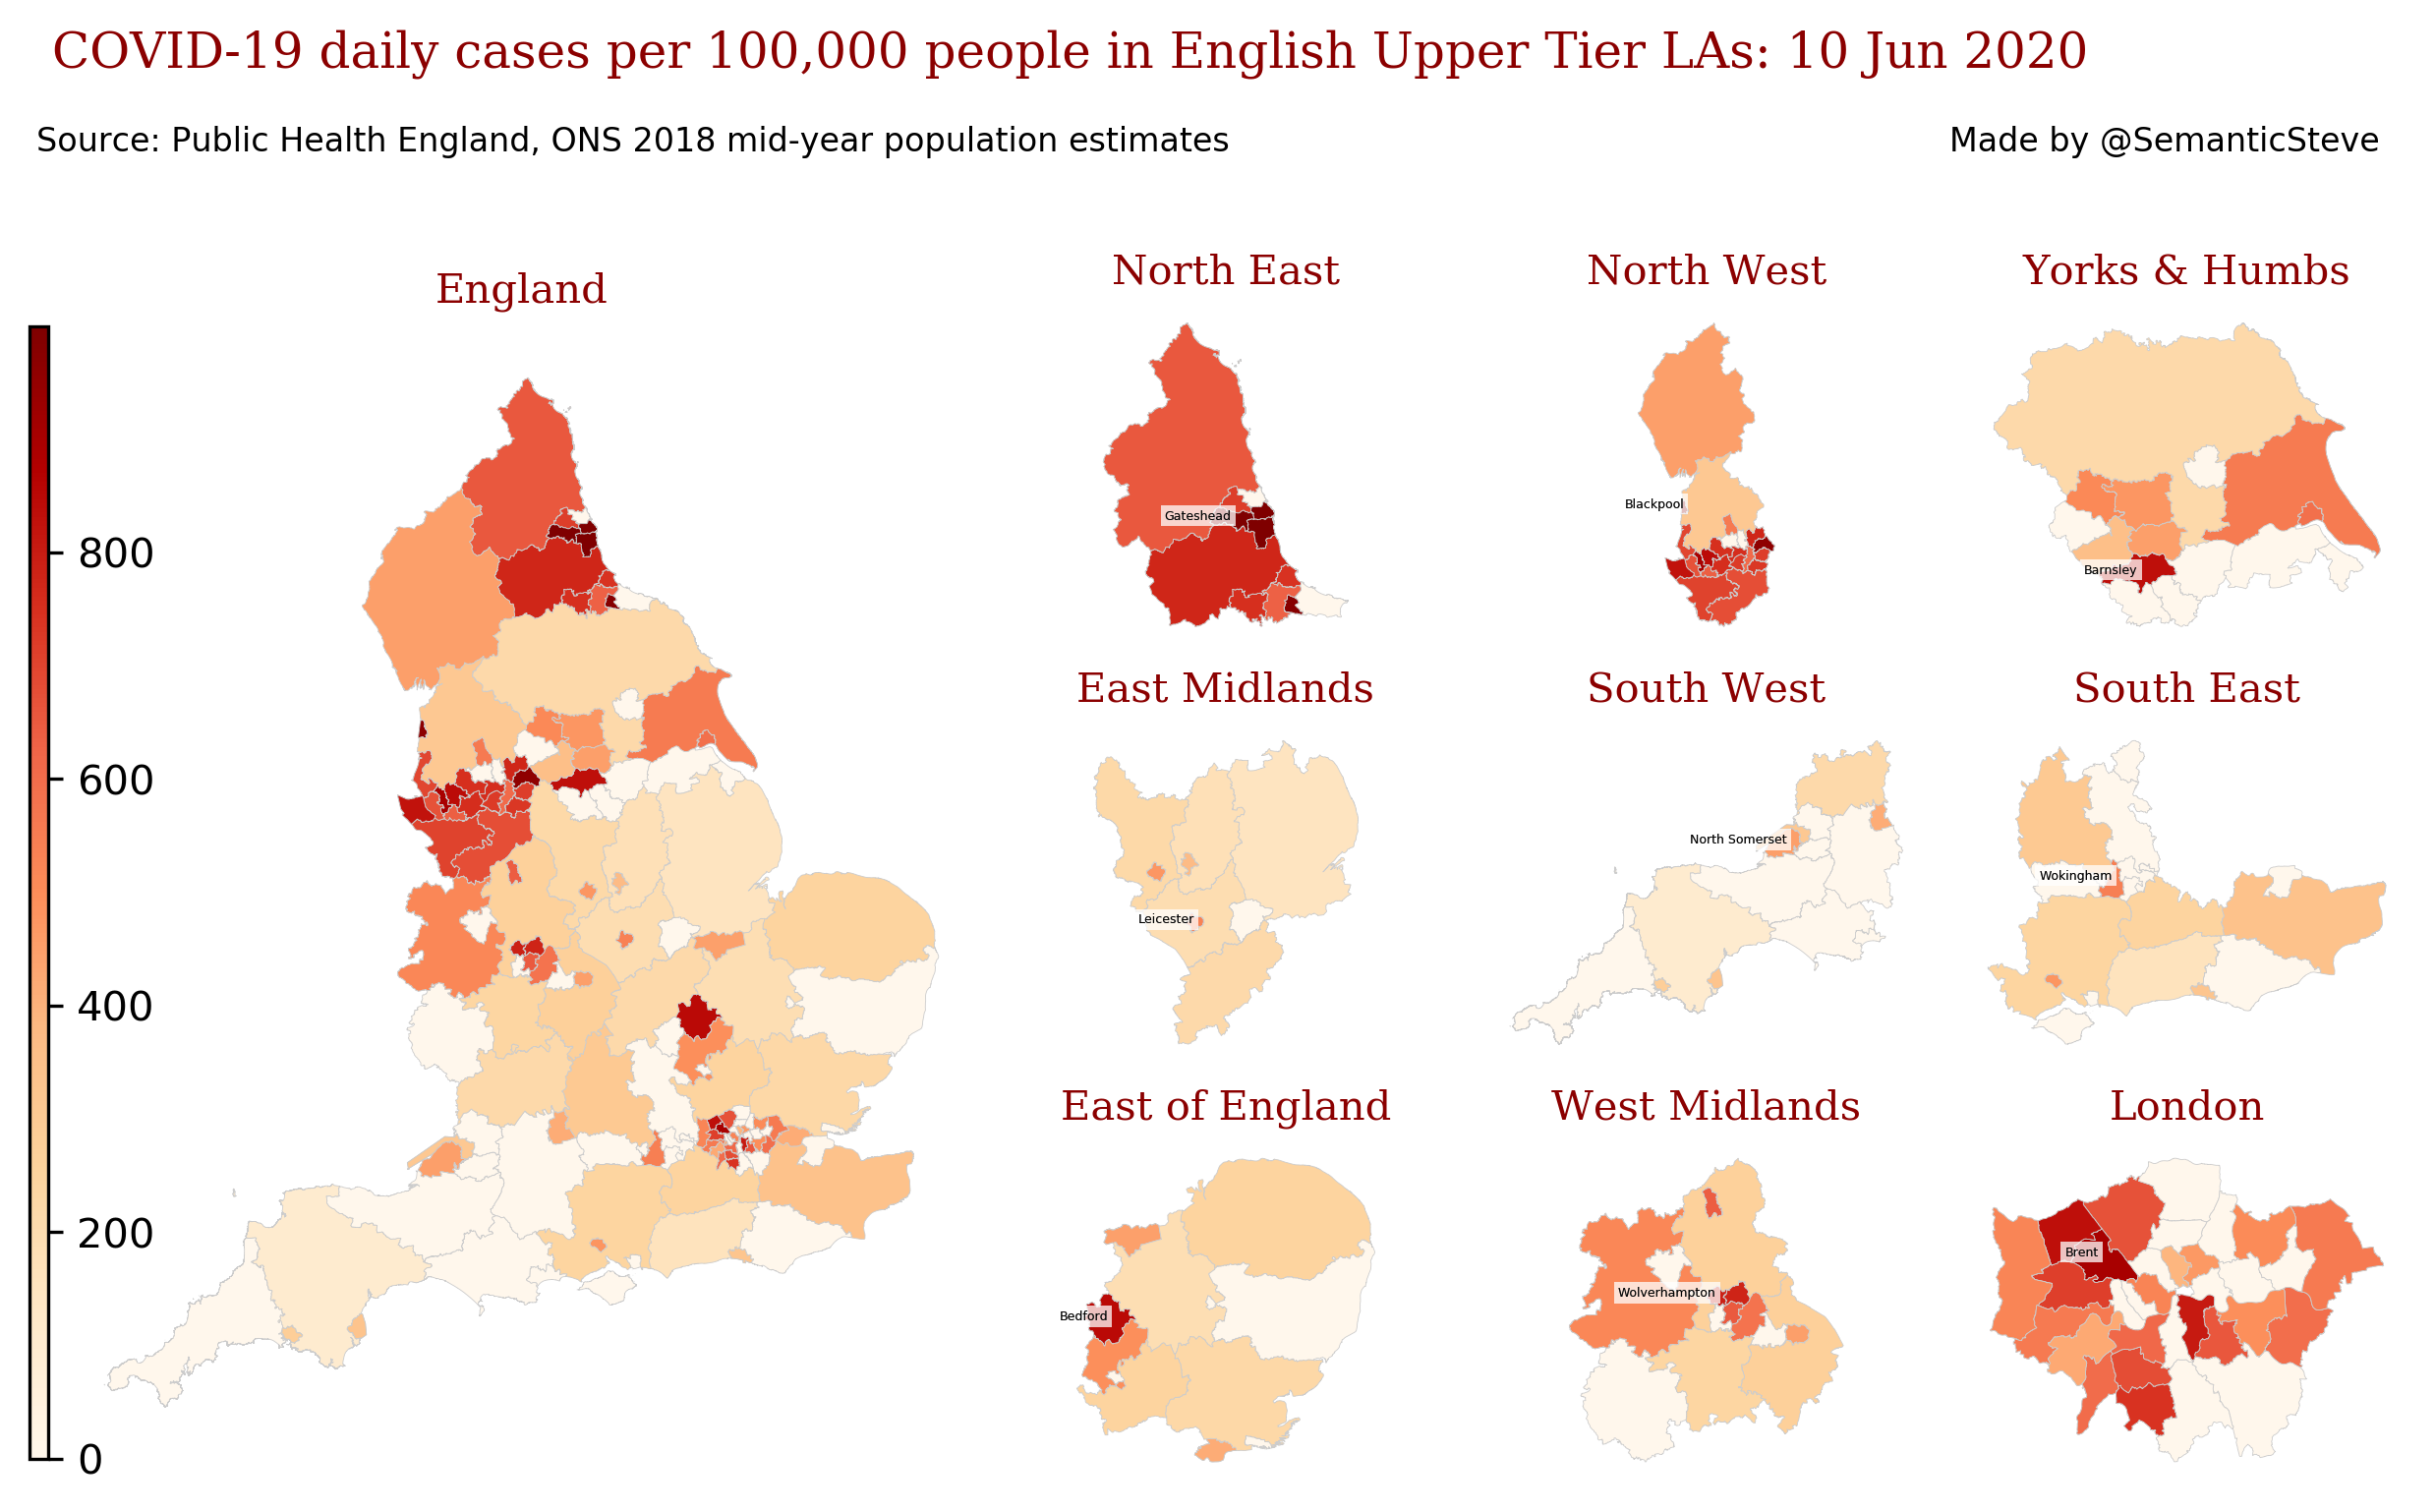 COVID-19 daily cases per 100,000 people in English Upper Tier LAs: 10 Jun 2020
Source: Public Health England, ONS 2018 mid-year population estimates
Made by @SemanticSteve
England
North East
North West
Yorks & Humbs
800
600
400
200
0
Gateshead
Blackpool
Barnsley
East Midlands
South West
South East
Leicester
North Somerset
Wokingham
East of England
West Midlands
London
Bedford
Wolverhampton
Brent